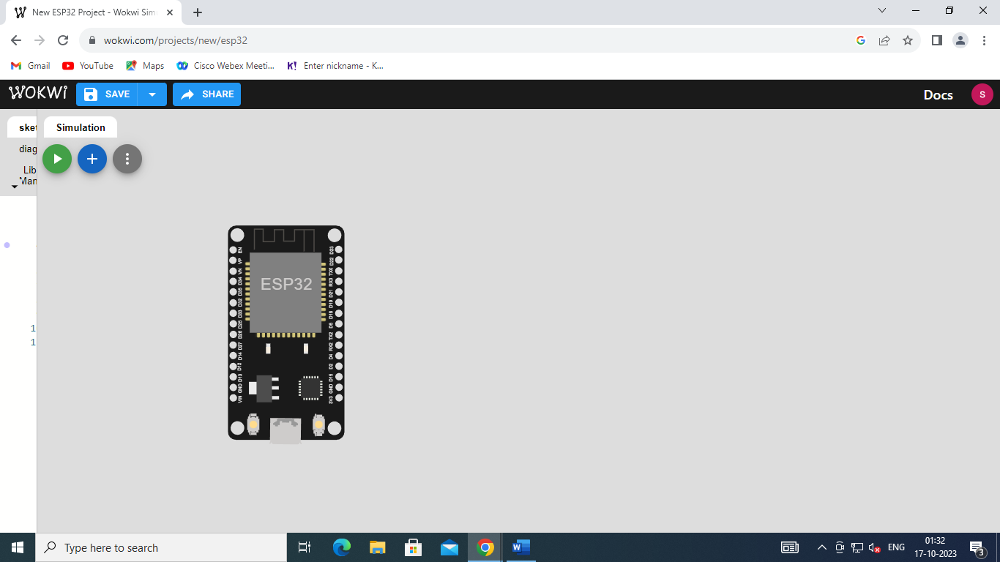 New ESP32 Project - Wokwi Sim
wokwi.com/projects/new/esp32
Gmail YouTube Maps Cisco Webex Meeti... K! Enter nickname - K...
WOKWI SAVE SHARE Docs S
sket Simulation
diag
Lib
Man
ESP32
EN
VP
VN
D34
D35
D32
D33
D25
D26
D27
D14
D12
D13
GND
VIN
D23
D22
TX0
RX0
D21
D19
D18
D5
TX2
RX2
D4
D2
D15
GND
3V3
1
1
Type here to search
W
ENG
01:32
17-10-2023
3